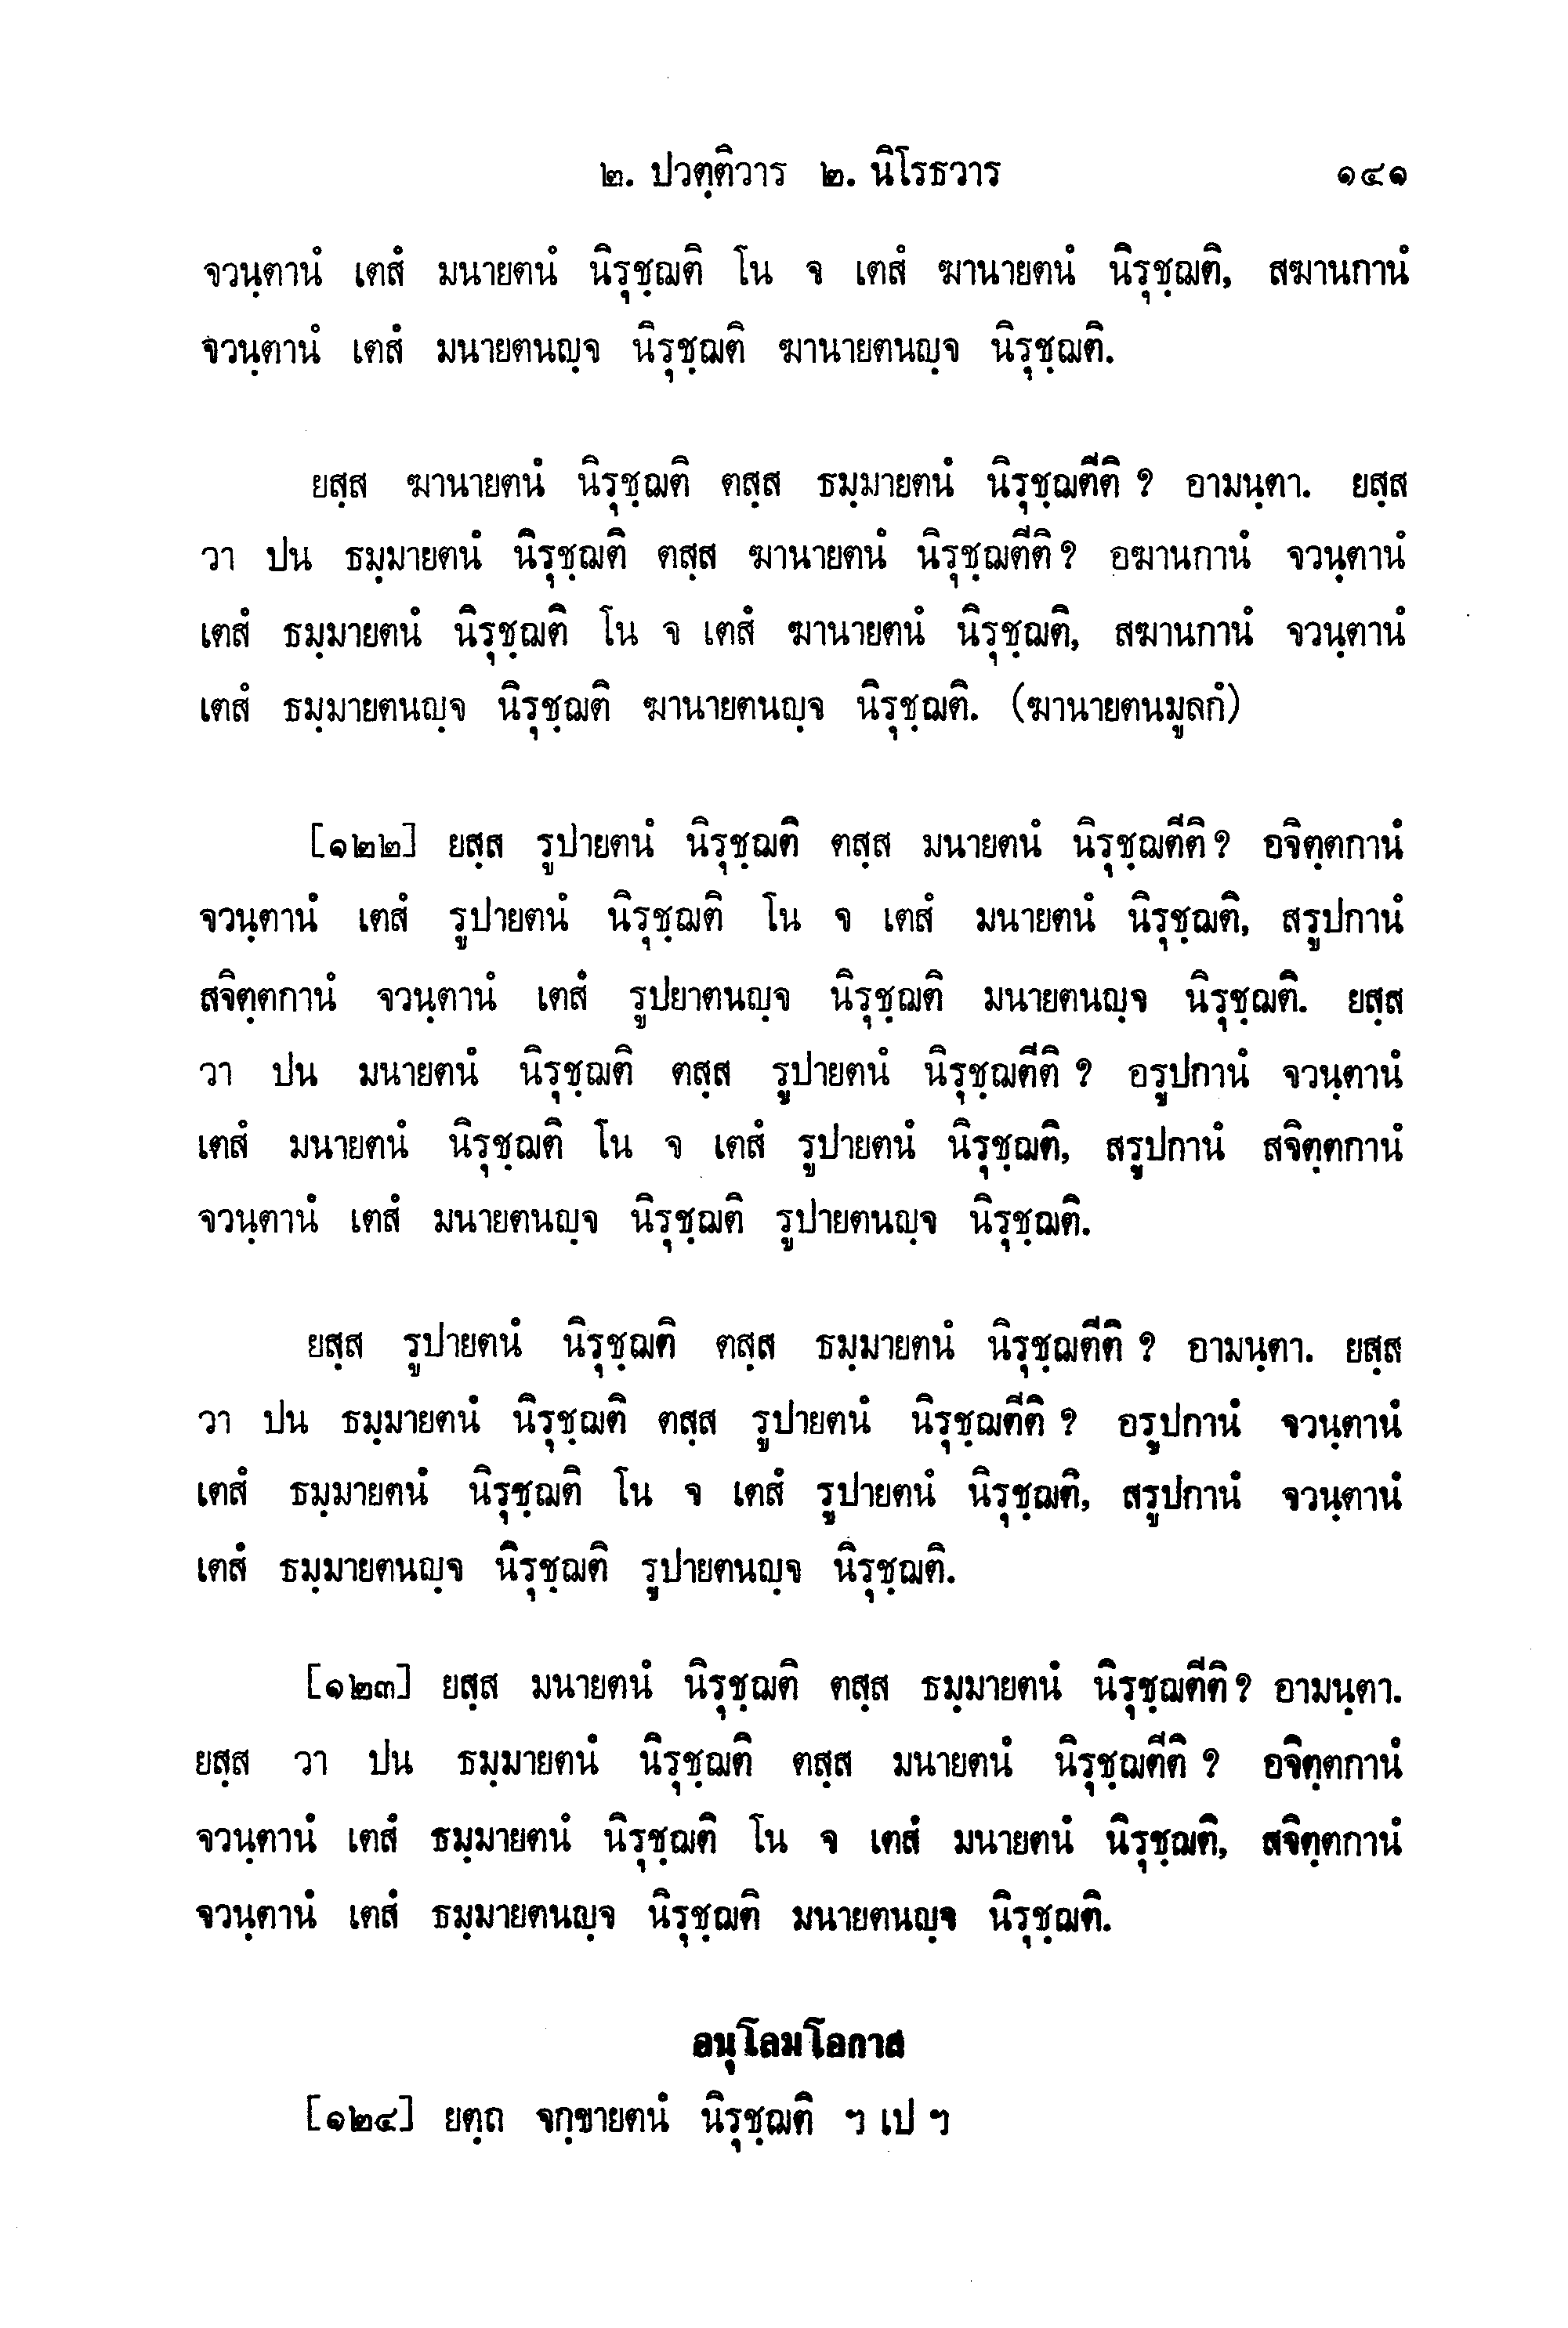 ๒. ปวตฺติวาร ๒. นิโรธวาร ๑๔๑
จวนฺตานํ เตสํ มนายตนํ นิรุชฺฌติ โน จ เตสํ ฆานายตนํ นิรุชฺฌติ, สฆานกานํ
จวนฺตานํ เตสํ มนายตนญฺจ นิรุชฺฌติ ฆานายตนญฺจ นิรุชฺฌติ.
ยสฺส ฆานายตนํ นิรุชฺฌติ ตสฺส ธมฺมายตนํ นิรุชฺฌตีติ ? อามนฺตา. ยสฺส
วา ปน ธมฺมายตนํ นิรุชฺฌติ ตสฺส ฆานายตนํ นิรุชฺฌตีติ ? อฆานกานํ จวนฺตานํ
เตสํ ธมฺมายตนํ นิรุชฺฌติ โน จ เตสํ ฆานายตนํ นิรุชฺฌติ, สฆานกานํ จวนฺตานํ
เตสํ ธมฺมายตนญฺจ นิรุชฺฌติ ฆานายตนญฺจ นิรุชฺฌติ. (ฆานายตนมูลกํ)
[๑๒๒] ยสฺส รูปายตนํ นิรุชฺฌติ ตสฺส มนายตนํ นิรุชฺฌตีติ ? อจิตฺตกานํ
จวนฺตานํ เตสํ รูปายตนํ นิรุชฺฌติ โน จ เตสํ มนายตนํ นิรุชฺฌติ, สรูปกานํ
สจิตฺตกานํ จวนฺตานํ เตสํ รูปยาตนญฺจ นิรุชฺฌติ มนายตนญฺจ นิรุชฺฌติ. ยสฺส
วา ปน มนายตนํ นิรุชฺฌติ ตสฺส รูปายตนํ นิรุชฺฌตีติ ? อรูปกานํ จวนฺตานํ
เตสํ มนายตนํ นิรุชฺฌติ โน จ เตสํ รูปายตนํ นิรุชฺฌติ, สรูปกานํ สจิตฺตกานํ
จวนฺตานํ เตสํ มนายตนญฺจ นิรุชฺฌติ รูปายตนญฺจ นิรุชฺฌติ.
ยสฺส รูปายตนํ นิรุชฺฌติ ตสฺส ธมฺมายตนํ นิรุชฺฌตีติ ? อามนฺตา. ยสฺส
วา ปน ธมฺมายตนํ นิรุชฺฌติ ตสฺส รูปายตนํ นิรุชฺฌตีติ ? อรูปกานํ จวนฺตานํ
เตสํ ธมฺมายตนํ นิรุชฺฌติ โน จ เตสํ รูปายตนํ นิรุชฺฌติ, สรูปกานํ จวนฺตานํ
เตสํ ธมฺมายตนญฺจ นิรุชฺฌติ รูปายตนญฺจ นิรุชฺฌติ.
[๑๒๓] ยสฺส มนายตนํ นิรุชฺฌติ ตสฺส ธมฺมายตนํ นิรุชฺฌตีติ ? อามนฺตา.
ยสฺส วา ปน ธมฺมายตนํ นิรุชฺฌติ ตสฺส มนายตนํ นิรุชฺฌตีติ ? อจิตฺตกานํ
จวนฺตานํ เตสํ ธมฺมายตนํ นิรุชฺฌติ โน จ เตสํ มนายตนํ นิรุชฺฌติ, สจิตฺตกานํ
จวนฺตานํ เตสํ ธมฺมายตนญฺจ นิรุชฺฌติ มนายตนญฺจ นิรุชฺฌติ.
อนุโลมโอกาส
[๑๒๔] ยตฺถ จกฺขายตนํ นิรุชฺฌติ ฯ เป ฯ